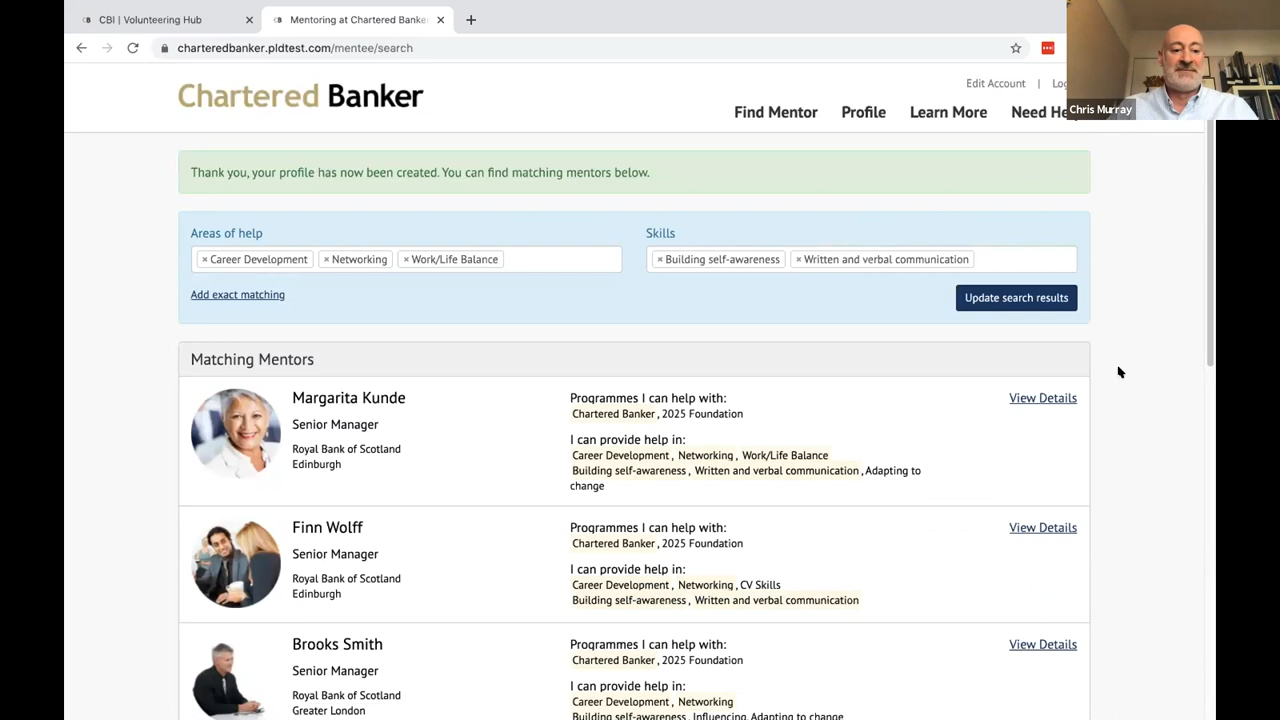 CBI | Volunteering Hub
Mentoring at Chartered Banker
charteredbanker.pldtest.com/mentee/search
Edit Account |
Chartered Banker
Find Mentor Profile Learn More Need
Chris Murray
Thank you, your profile has now been created. You can find matching mentors below.
Areas of help
× Career Development × Networking × Work/Life Balance
Skills
× Building self-awareness × Written and verbal communication
Add exact matching
Update search results
Matching Mentors
Margarita Kunde
Senior Manager
Royal Bank of Scotland
Edinburgh
Programmes I can help with:
Chartered Banker, 2025 Foundation
I can provide help in:
Career Development, Networking, Work/Life Balance
Building self-awareness, Written and verbal communication, Adapting to
change
View Details
Finn Wolff
Senior Manager
Royal Bank of Scotland
Edinburgh
Programmes I can help with:
Chartered Banker, 2025 Foundation
I can provide help in:
Career Development, Networking, CV Skills
Building self-awareness, Written and verbal communication
View Details
Brooks Smith
Senior Manager
Royal Bank of Scotland
Greater London
Programmes I can help with:
Chartered Banker, 2025 Foundation
I can provide help in:
Career Development, Networking
Building self-awareness, Influencing, Adapting to change
View Details